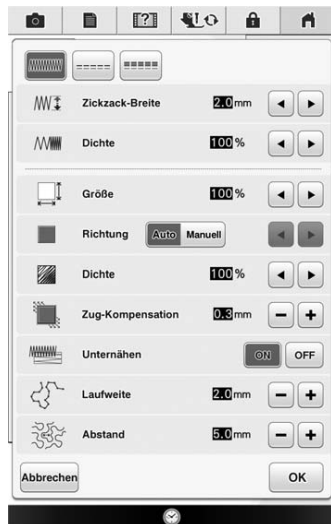 Zickzack-Breite 2.0 mm
Dichte 100 %
Größe 100 %
Richtung Auto Manuell
Dichte 100 %
Zug-Kompensation 0.3 mm
Unternähen ON OFF
Laufweite 2.0 mm
Abstand 5.0 mm
Abbrechen OK